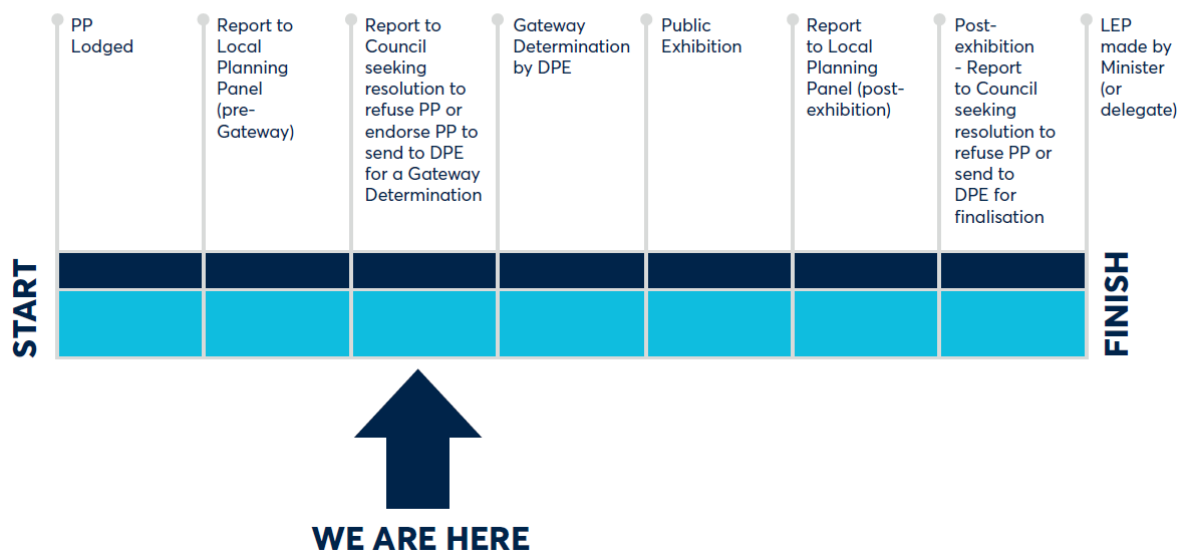 PP
Lodged
Report to
Local
Planning
Panel
(pre-
Gateway)
Report to
Council
seeking
resolution to
refuse PP or
endorse PP to
send to DPE
for a Gateway
Determination
Gateway
Determination
by DPE
Public
Exhibition
Report
to Local
Planning
Panel (post-
exhibition)
Post-
exhibition
- Report
to Council
seeking
resolution to
refuse PP or
send to
DPE for
finalisation
LEP
made by
Minister
(or
delegate)
START
FINISH
WE ARE HERE